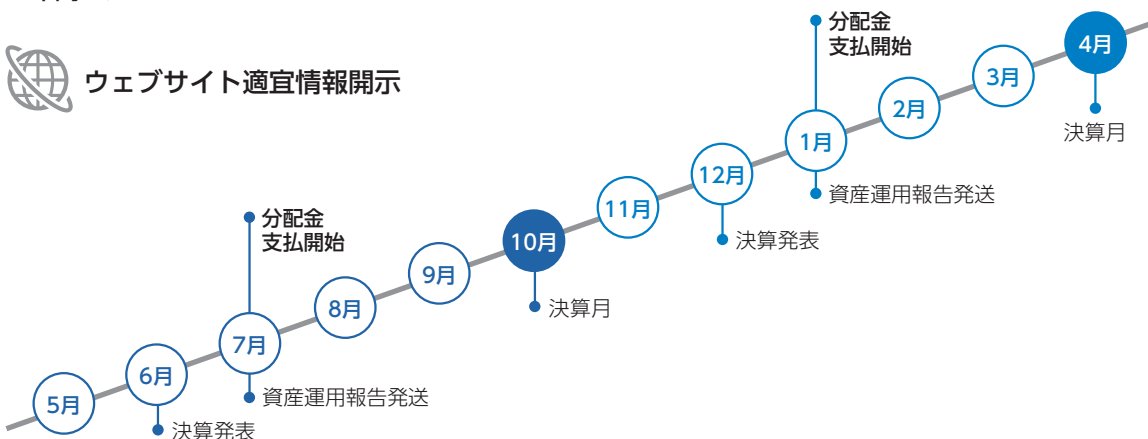 ウェブサイト適宜情報開示
5月
6月
決算発表
7月
分配金
支払開始
資産運用報告発送
8月
9月
10月
決算月
11月
12月
決算発表
1月
分配金
支払開始
資産運用報告発送
2月
3月
4月
決算月